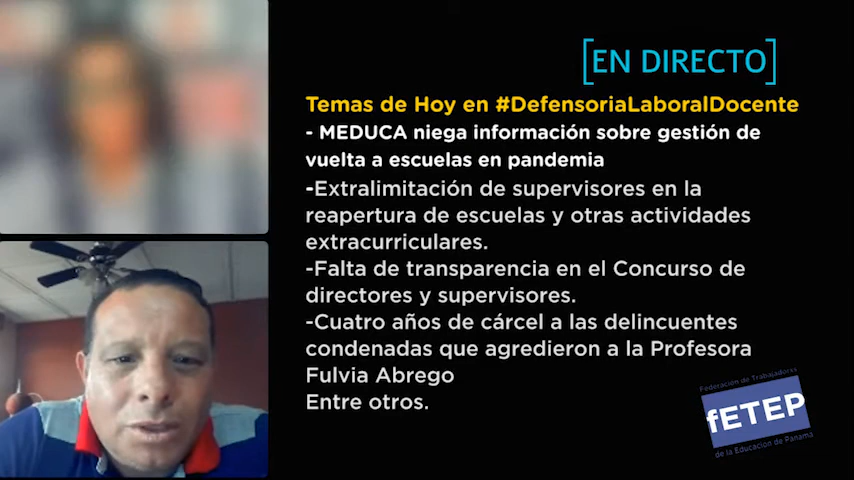 [EN DIRECTO]
Temas de Hoy en #DefensoriaLaboralDocente
- MEDUCA niega información sobre gestión de
vuelta a escuelas en pandemia
-Extralimitación de supervisores en la
reapertura de escuelas y otras actividades
extracurriculares.
-Falta de transparencia en el Concurso de
directores y supervisores.
-Cuatro años de cárcel a las delincuentes
condenadas que agredieron a la Profesora
Fulvia Abrego
Entre otros.
Federación de Trabajadorxs
fETEP
de la Educación de Panamá